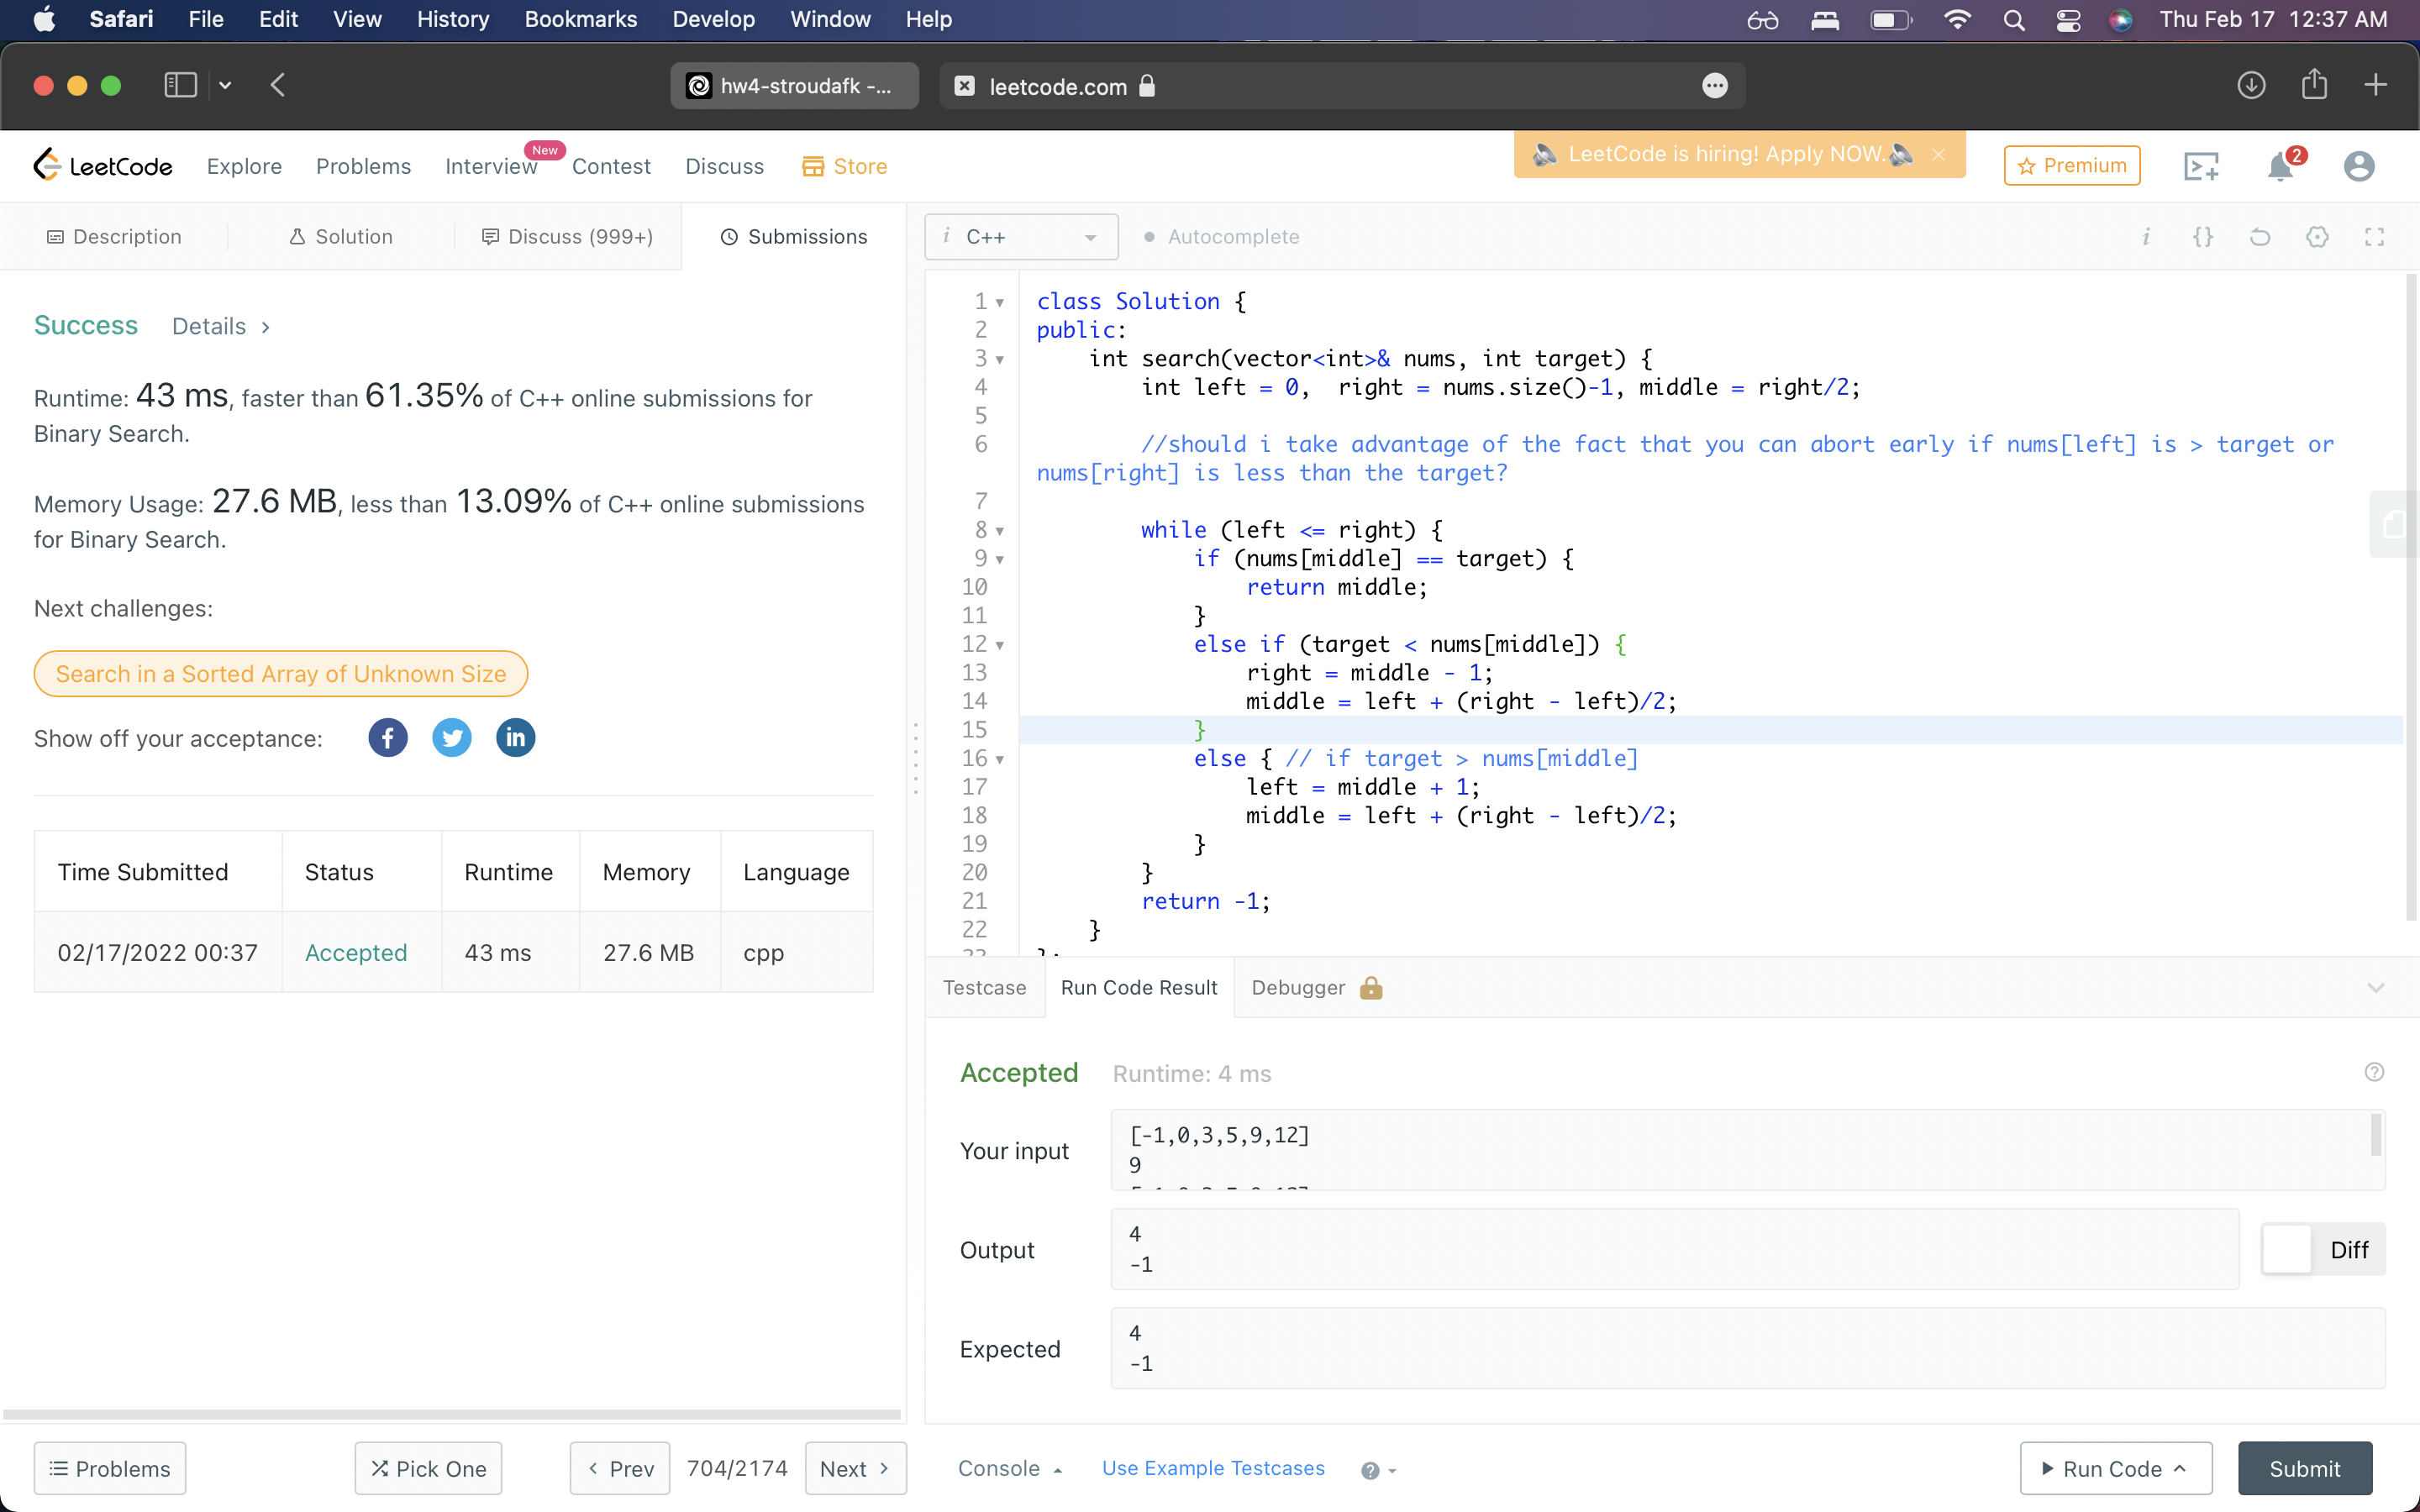 Safari File Edit View History Bookmarks Develop Window Help Thu Feb 17 12:37 AM
hw4-stroudafk -... leetcode.com
LeetCode Explore Problems Interview New Contest Discuss Store LeetCode is hiring! Apply NOW. Premium 2
Description Solution Discuss (999+) Submissions
Success Details >
Runtime: 43 ms, faster than 61.35% of C++ online submissions for
Binary Search.
Memory Usage: 27.6 MB, less than 13.09% of C++ online submissions
for Binary Search.
Next challenges:
Search in a Sorted Array of Unknown Size
Show off your acceptance:
Time Submitted Status Runtime Memory Language
02/17/2022 00:37 Accepted 43 ms 27.6 MB cpp
Problems Pick One < Prev 704/2174 Next >
i C++ Autocomplete i {}
1 class Solution {
2 public:
3 int search(vector<int>& nums, int target) {
4 int left = 0, right = nums.size()-1, middle = right/2;
5
6 //should i take advantage of the fact that you can abort early if nums[left] is > target or
nums[right] is less than the target?
7
8 while (left <= right) {
9 if (nums[middle] == target) {
10 return middle;
11 }
12 else if (target < nums[middle]) {
13 right = middle - 1;
14 middle = left + (right - left)/2;
15 }
16 else { // if target > nums[middle]
17 left = middle + 1;
18 middle = left + (right - left)/2;
19 }
20 }
21 return -1;
22 }
Testcase Run Code Result Debugger
Accepted Runtime: 4 ms
Your input
[-1,0,3,5,9,12]
9
Output
4
-1
Diff
Expected
4
-1
Console Use Example Testcases Run Code Submit